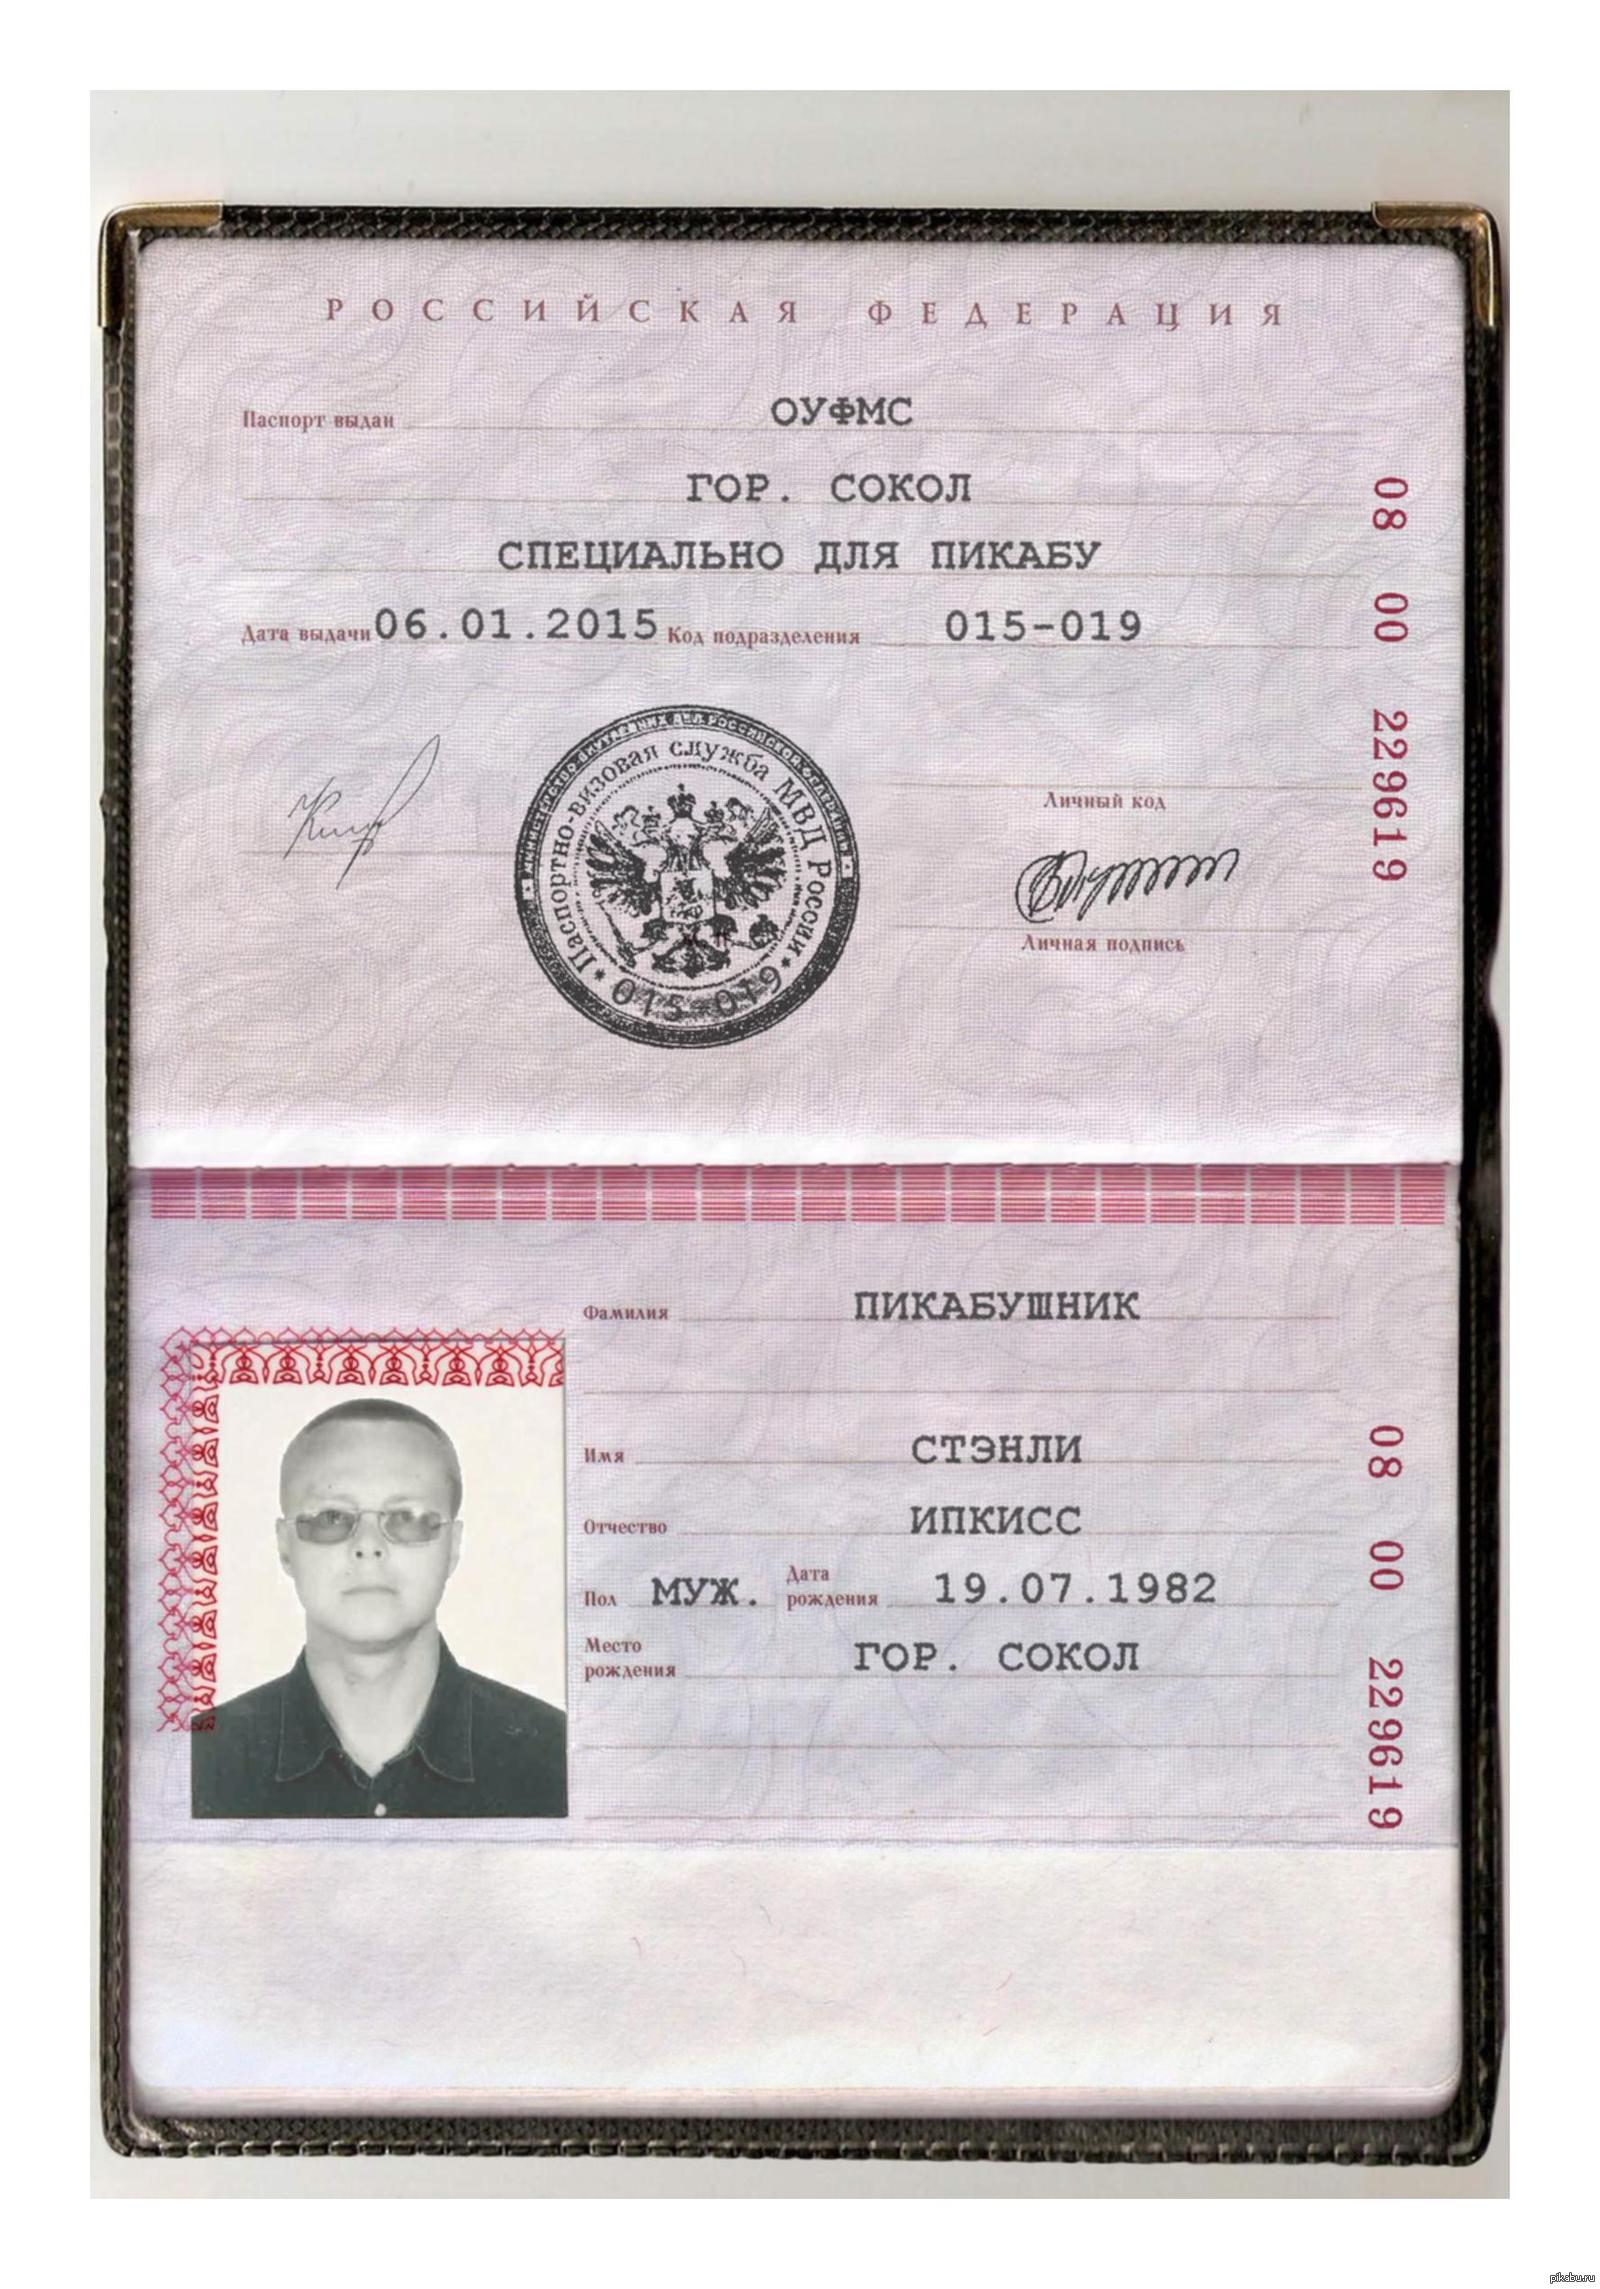 РОССИЙСКАЯ ФЕДЕРАЦИЯ
Паспорт выдан ОУФМС
ГОР. СОКОЛ
СПЕЦИАЛЬНО ДЛЯ ПИКАБУ
Дата выдачи 06.01.2015 Код подразделения 015-019
08 00 229619
МИНИСТЕРСТВО ВНУТРЕННИХ ДЕЛ РОССИЙСКОЙ ФЕДЕРАЦИИ
Паспортно-визовая служба МВД России
015-019
Личный код
Личная подпись
Фамилия ПИКАБУШНИК
Имя СТЭНЛИ
Отчество ИПКИСС
Пол МУЖ. Дата рождения 19.07.1982
Место рождения ГОР. СОКОЛ
08 00 229619
pikabu.ru